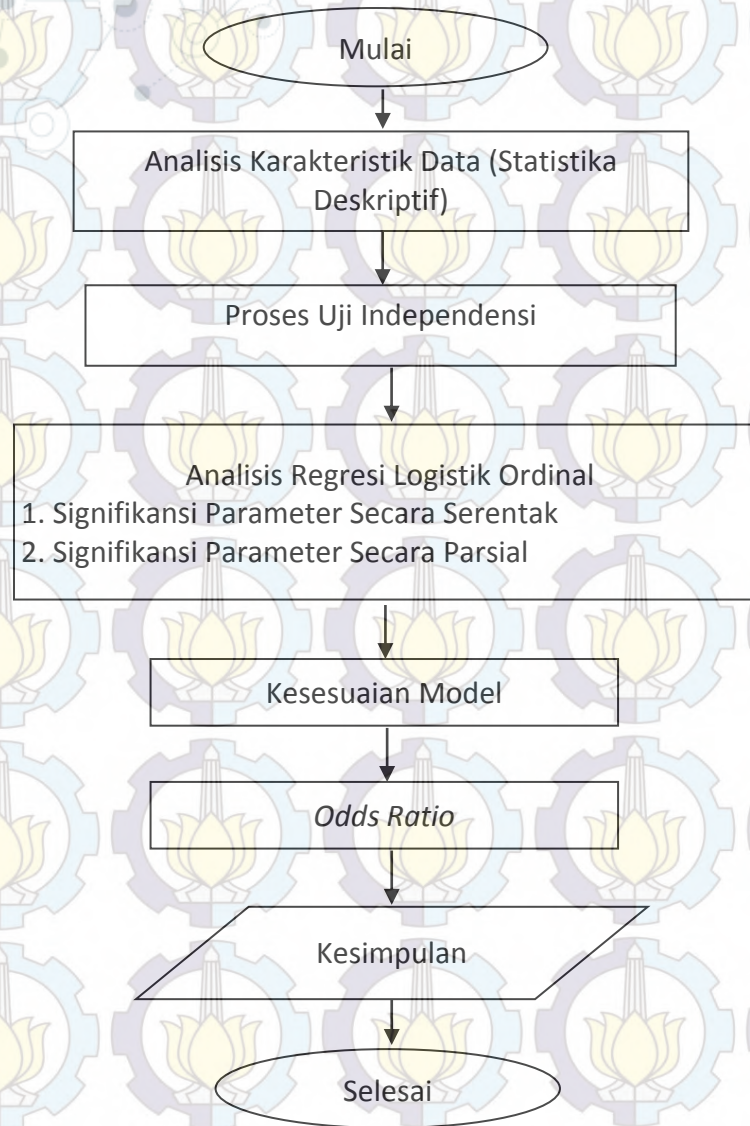 Mulai
Analisis Karakteristik Data (Statistika
Deskriptif)
Proses Uji Independensi
Analisis Regresi Logistik Ordinal
1. Signifikansi Parameter Secara Serentak
2. Signifikansi Parameter Secara Parsial
Kesesuaian Model
Odds Ratio
Kesimpulan
Selesai